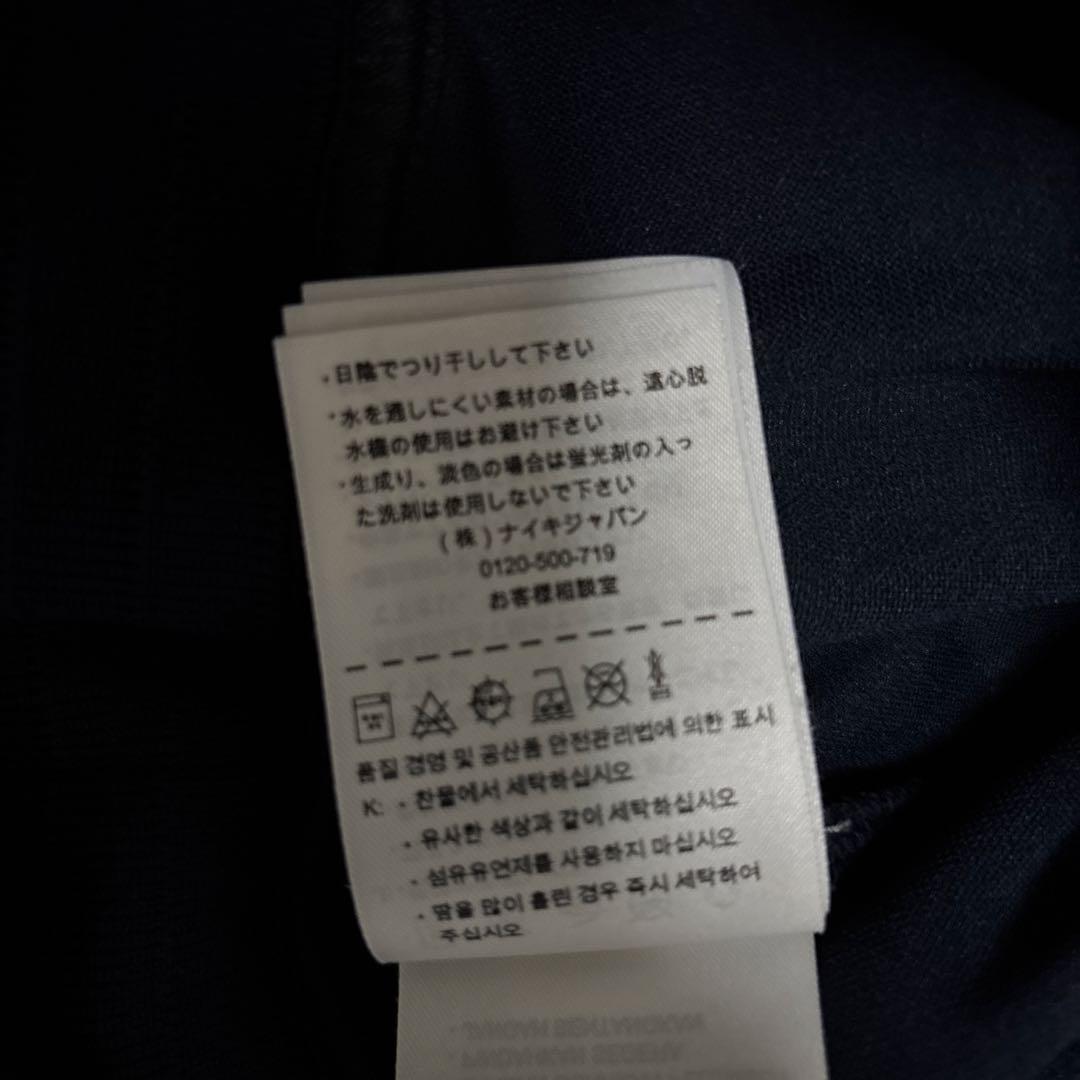 ・日陰でつり干しして下さい
・水を通しにくい素材の場合は、遠心脱
水機の使用はお避け下さい
・生成り、淡色の場合は蛍光剤の入っ
た洗剤は使用しないで下さい
(株)ナイキジャパン
0120-500-719
お客様相談室
품질 경영 및 공산품 안전관리법에 의한 표시
K: ・찬물에서 세탁하십시오
・유사한 색상과 같이 세탁하십시오
・섬유유연제를 사용하지 마십시오
・땀을 많이 흘린 경우 즉시 세탁하여
주십시오